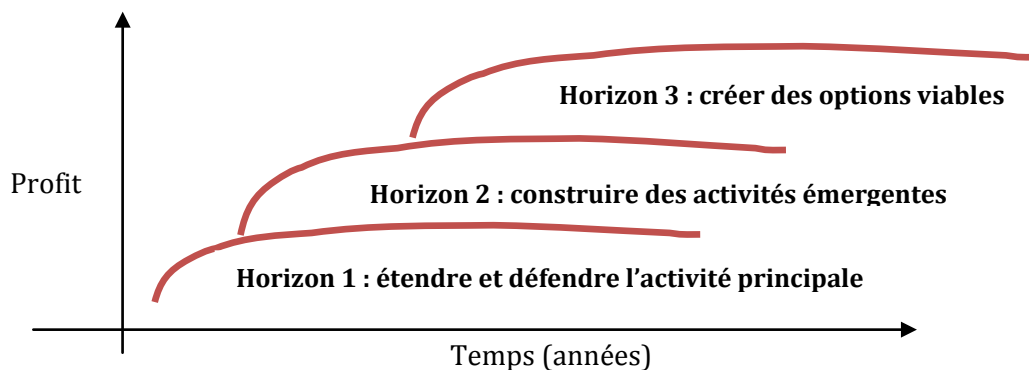 Horizon 3 : créer des options viables
Profit
Horizon 2 : construire des activités émergentes
Horizon 1 : étendre et défendre l’activité principale
Temps (années)